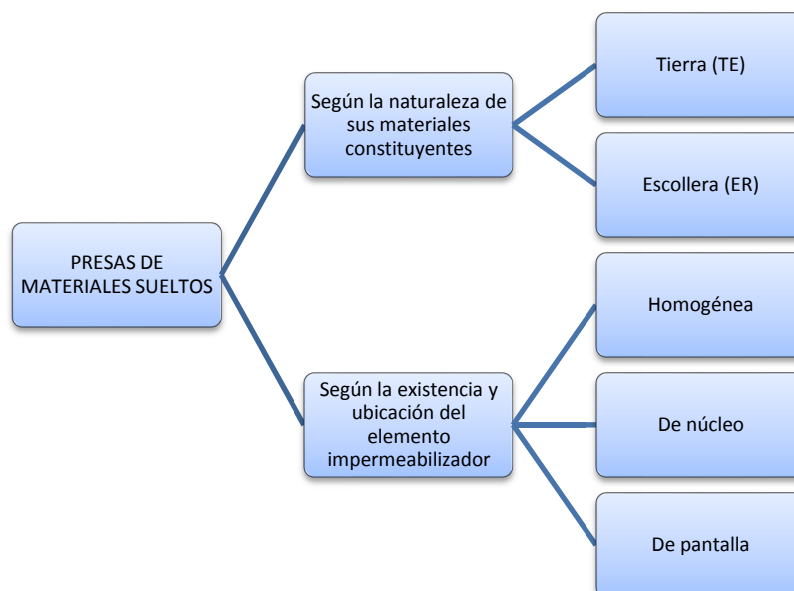 PRESAS DE
MATERIALES SUELTOS
Según la naturaleza de
sus materiales
constituyentes
Tierra (TE)
Escollera (ER)
Según la existencia y
ubicación del
elemento
impermeabilizador
Homogénea
De núcleo
De pantalla